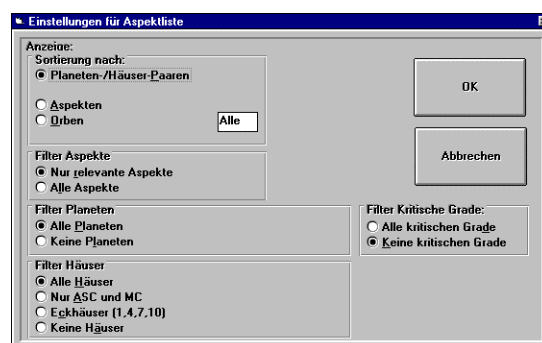 Einstellungen für Aspektliste
Anzeige:
Sortierung nach:
Planeten-/Häuser-Paaren
Aspekten
Orben
Alle
OK
Abbrechen
Filter Aspekte
Nur relevante Aspekte
Alle Aspekte
Filter Planeten
Alle Planeten
Keine Planeten
Filter Kritische Grade:
Alle kritischen Grade
Keine kritischen Grade
Filter Häuser
Alle Häuser
Nur ASC und MC
Eckhäuser (1,4,7,10)
Keine Häuser